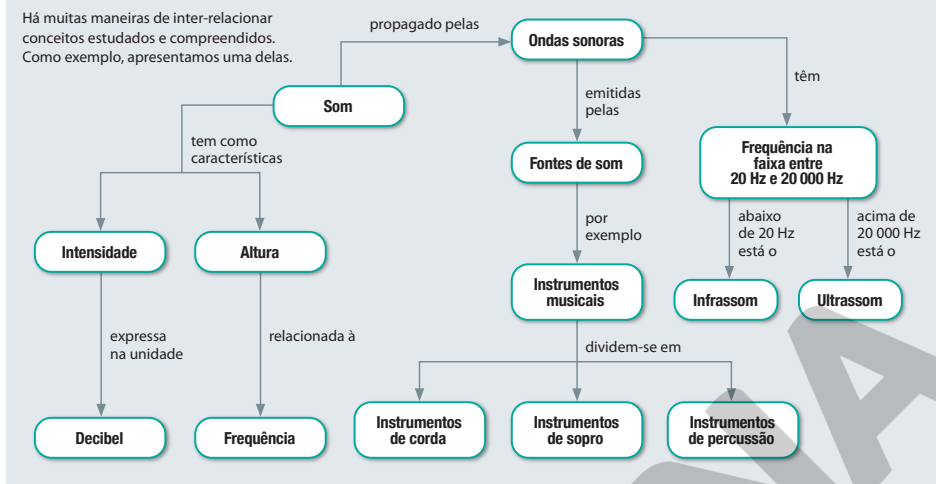 Há muitas maneiras de inter-relacionar
conceitos estudados e compreendidos.
Como exemplo, apresentamos uma delas.
propagado pelas
Ondas sonoras
têm
Som
emitidas
pelas
tem como
características
Fontes de som
Frequência na
faixa entre
20 Hz e 20 000 Hz
por
exemplo
abaixo
de 20 Hz
está o
acima de
20 000 Hz
está o
Intensidade
Altura
Instrumentos
musicais
Infrassom
Ultrassom
expressa
na unidade
relacionada à
dividem-se em
Decibel
Frequência
Instrumentos
de corda
Instrumentos
de sopro
Instrumentos
de percussão